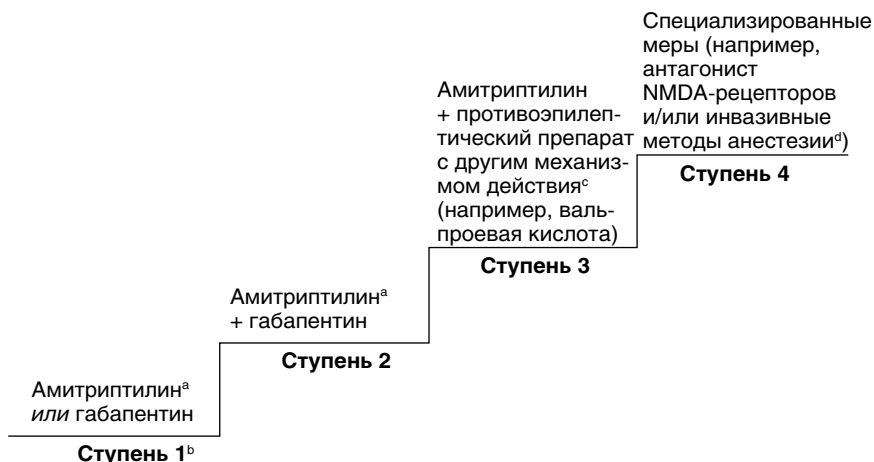 Амитриптилинᵃ
или габапентин
Ступень 1ᵇ
Амитриптилинᵃ
+ габапентин
Ступень 2
Амитриптилин
+ противоэпилеп-
тический препарат
с другим механиз-
мом действияᶜ
(например, валь-
проевая кислота)
Ступень 3
Специализированные
меры (например,
антагонист
NMDA-рецепторов
и/или инвазивные
методы анестезииᵈ)
Ступень 4